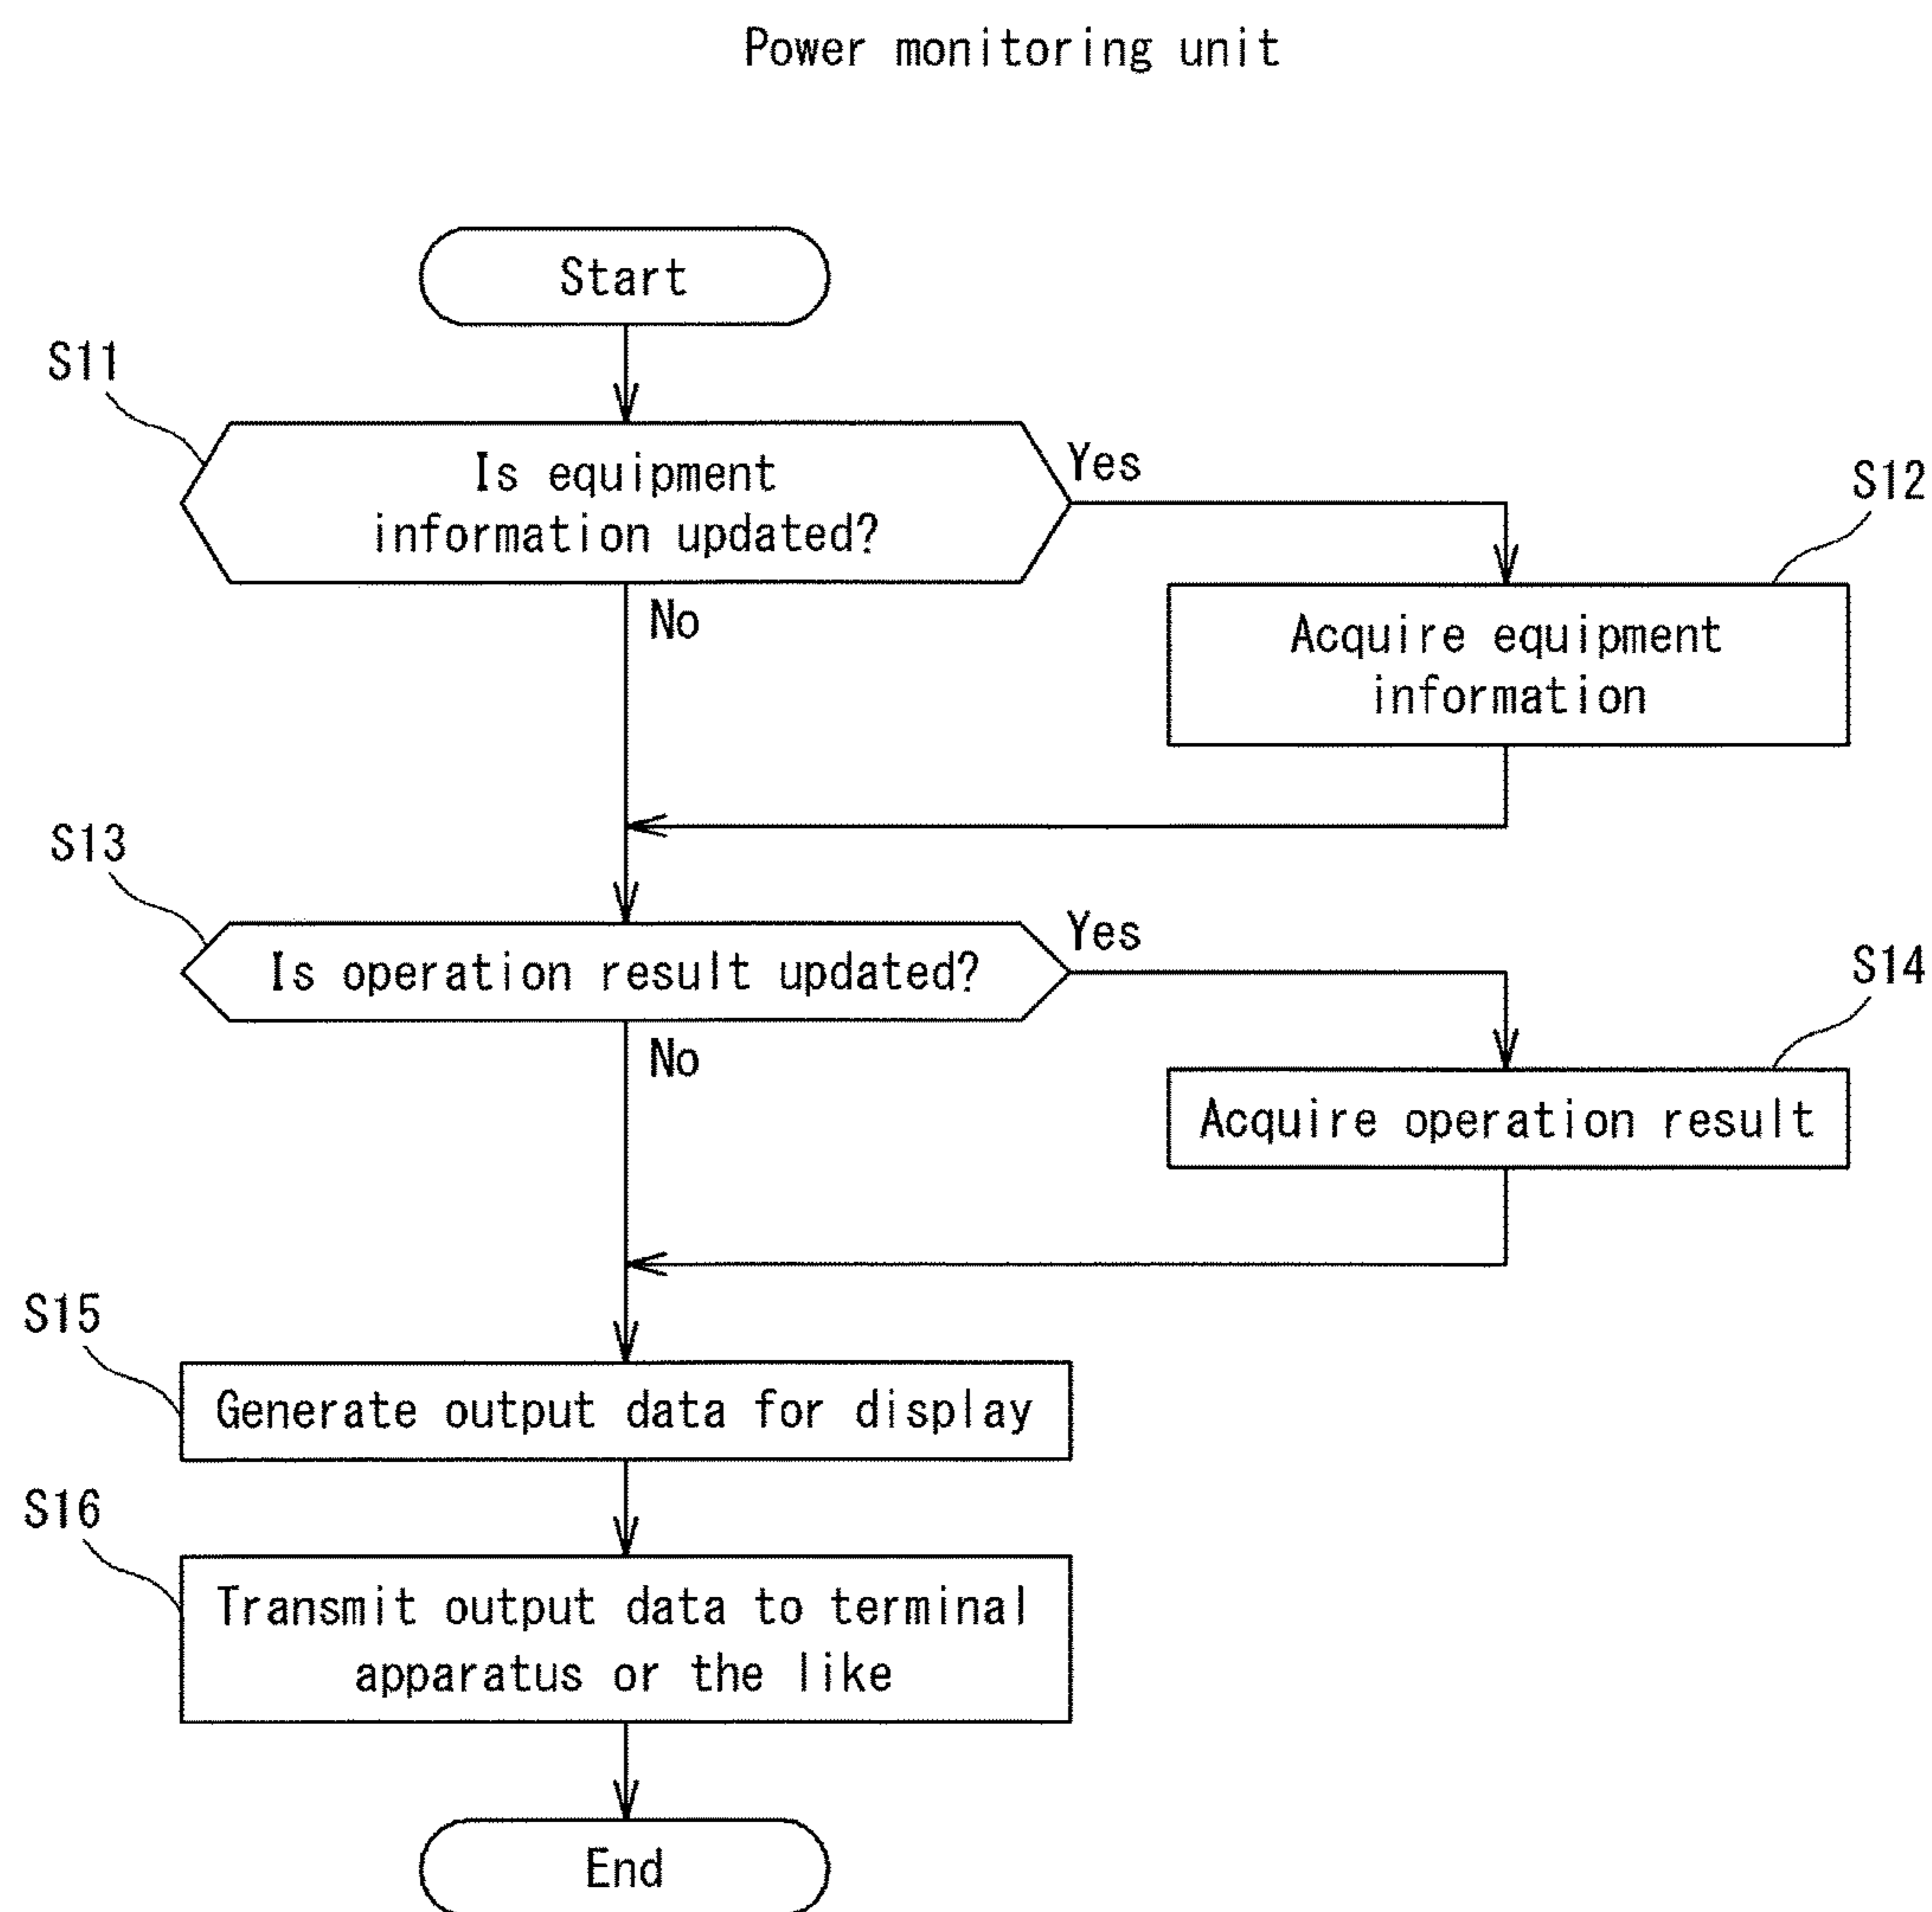 Power monitoring unit
Start
S11
Is equipment
information updated?
Yes
S12
No
Acquire equipment
information
S13
Is operation result updated?
Yes
S14
No
Acquire operation result
S15
Generate output data for display
S16
Transmit output data to terminal
apparatus or the like
End